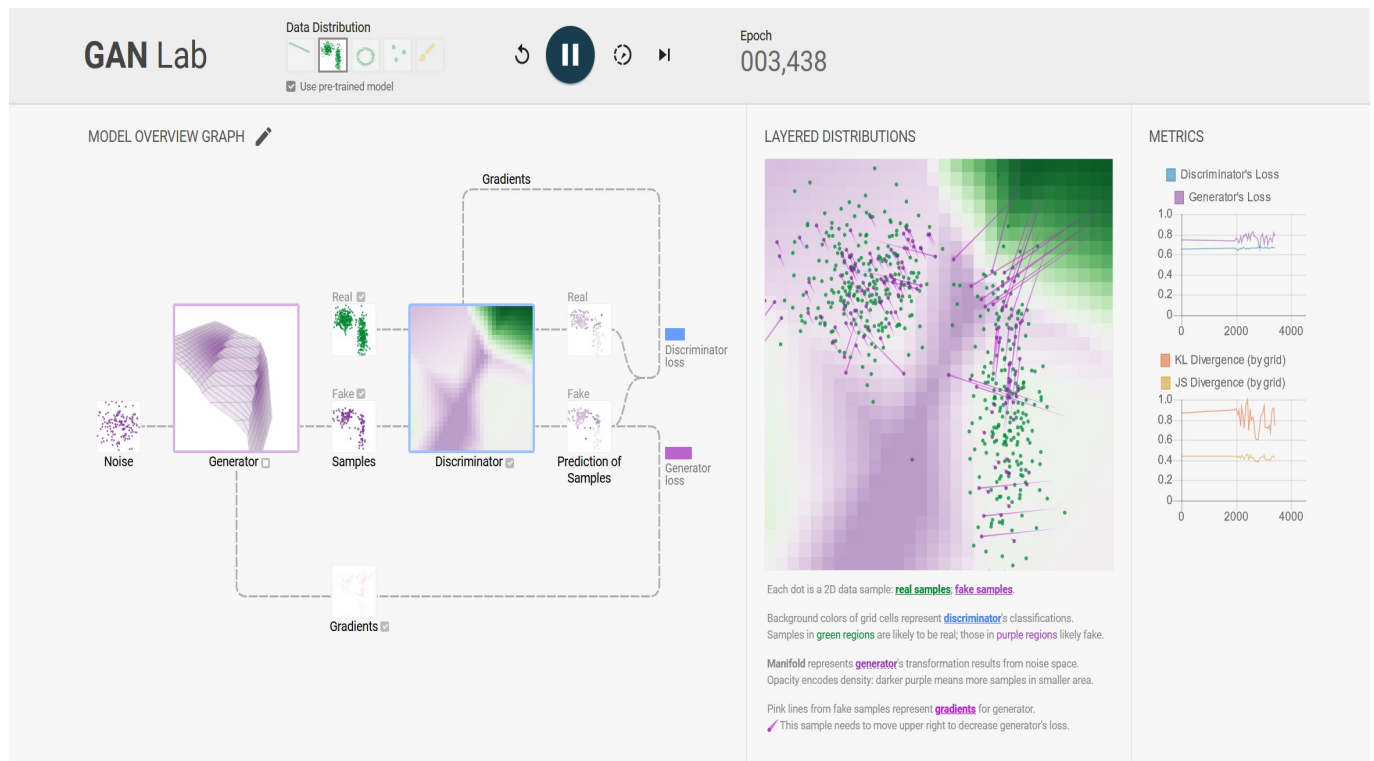 GAN Lab
Data Distribution
Use pre-trained model
Epoch
003,438
MODEL OVERVIEW GRAPH
Gradients
Real
Real
Discriminator
loss
Fake
Fake
Noise
Generator
Samples
Discriminator
Prediction of
Samples
Generator
loss
Gradients
LAYERED DISTRIBUTIONS
Each dot is a 2D data sample: real samples; fake samples.
Background colors of grid cells represent discriminator's classifications.
Samples in green regions are likely to be real; those in purple regions likely fake.
Manifold represents generator's transformation results from noise space.
Opacity encodes density: darker purple means more samples in smaller area.
Pink lines from fake samples represent gradients for generator.
This sample needs to move upper right to decrease generator's loss.
METRICS
Discriminator's Loss
Generator's Loss
1.0
0.8
0.6
0.4
0.2
0
0 2000 4000
KL Divergence (by grid)
JS Divergence (by grid)
1.0
0.8
0.6
0.4
0.2
0
0 2000 4000